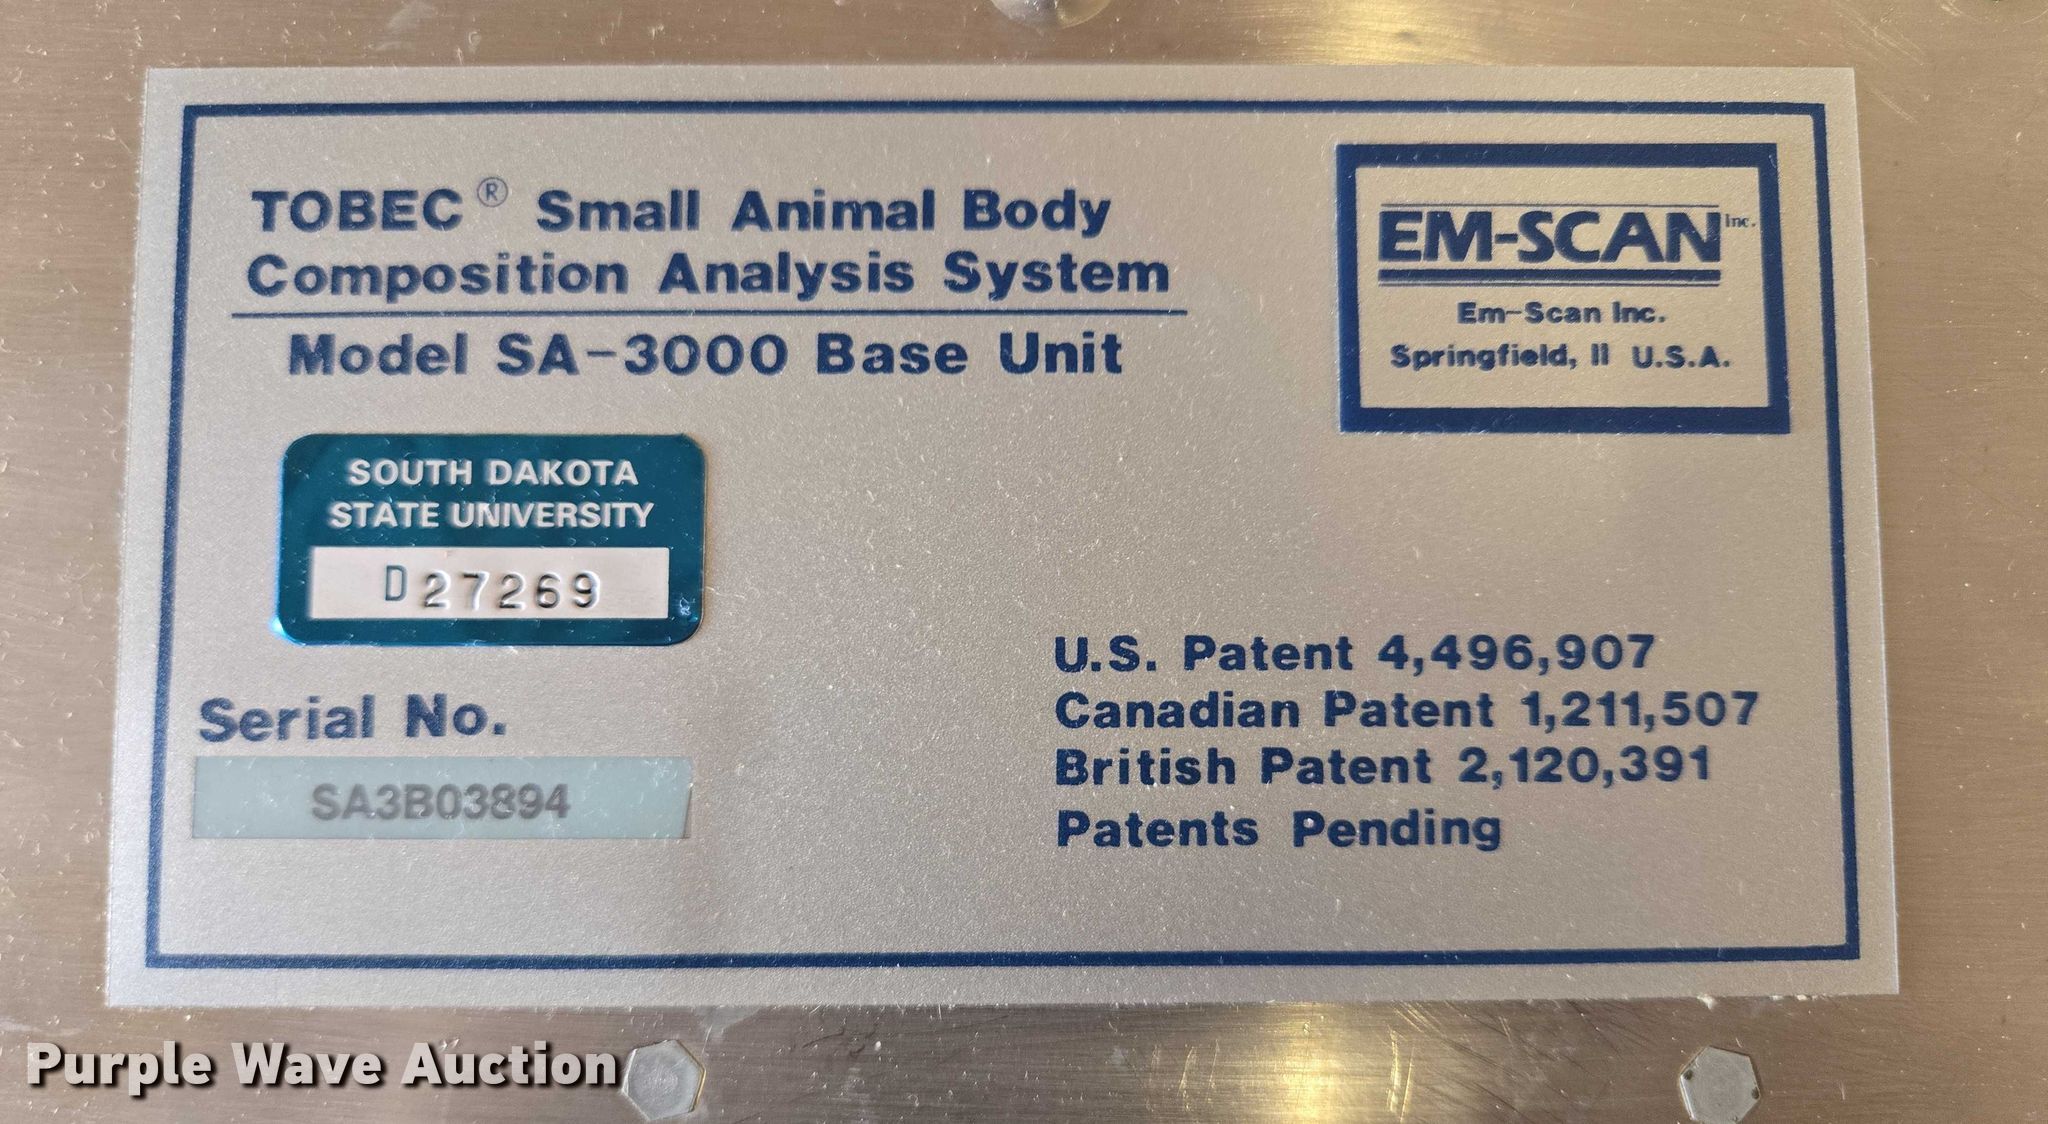 TOBEC® Small Animal Body
Composition Analysis System
Model SA-3000 Base Unit
EM-SCAN Inc.
Em-Scan Inc.
Springfield, Il U.S.A.
SOUTH DAKOTA
STATE UNIVERSITY
D27269
Serial No.
SA3B03894
U.S. Patent 4,496,907
Canadian Patent 1,211,507
British Patent 2,120,391
Patents Pending
Purple Wave Auction